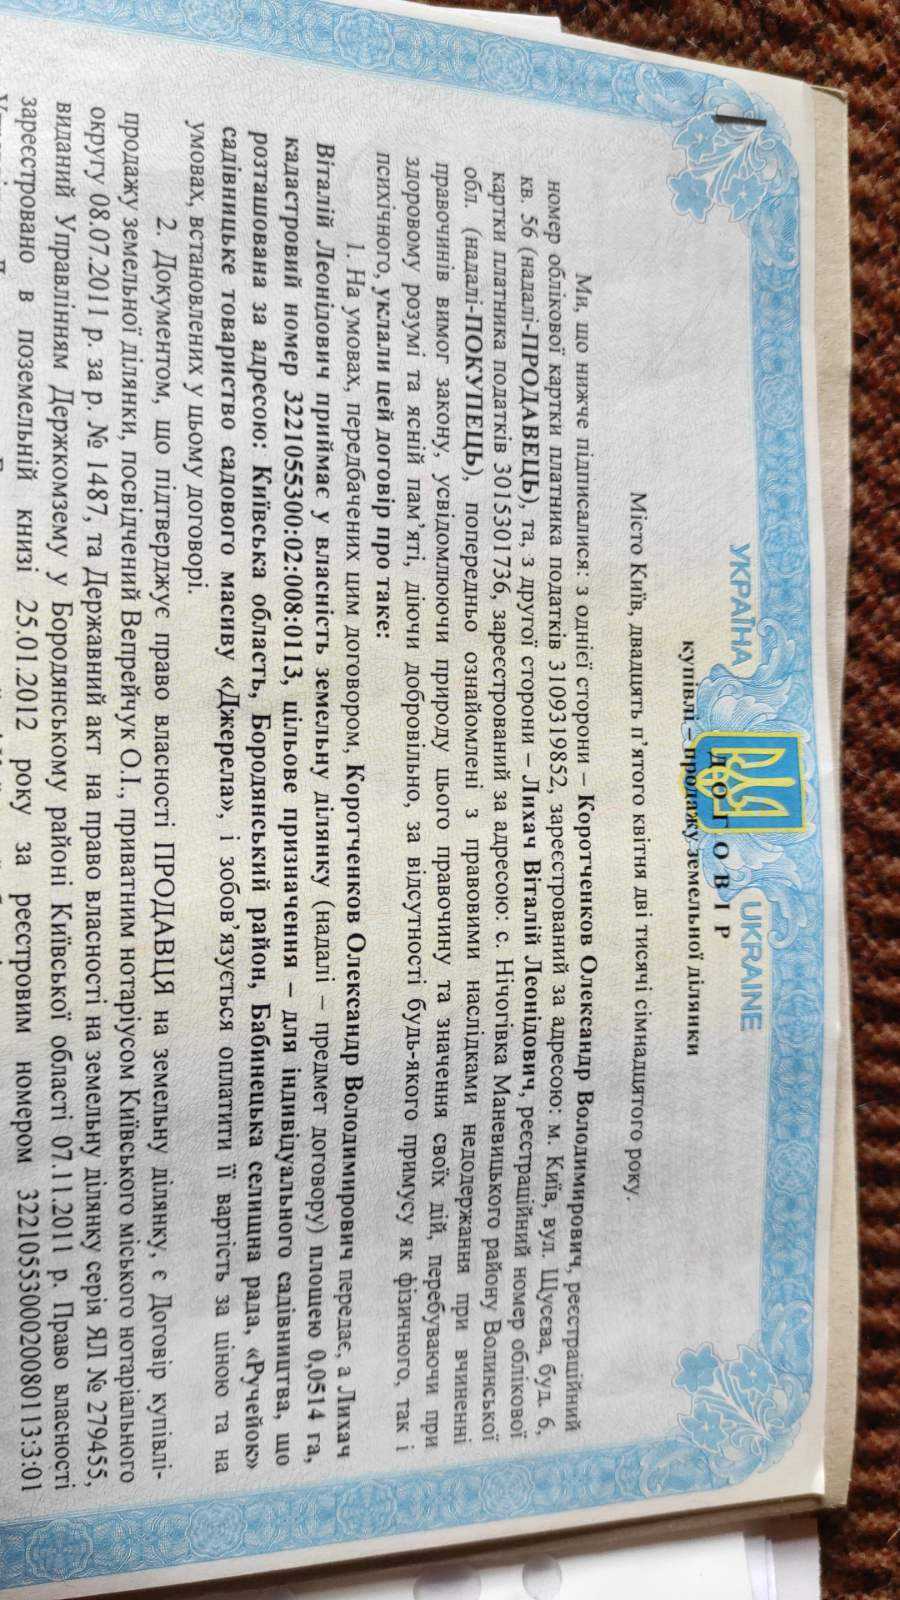 УКРАЇНА UKRAINE
ДОГОВІР
купівлі – продажу земельної ділянки
Місто Київ, двадцять п’ятого квітня дві тисячі сімнадцятого року.
Ми, що нижче підписалися: з однієї сторони – Коротченков Олександр Володимирович, реєстраційний
номер облікової картки платника податків 3109319852, зареєстрований за адресою: м. Київ, вул. Щусєва, буд. 6,
кв. 56 (надалі-ПРОДАВЕЦЬ), та, з другої сторони – Лихач Віталій Леонідович, реєстраційний номер облікової
картки платника податків 3015301736, зареєстрований за адресою: с. Нічогівка Маневицького району Волинської
обл. (надалі-ПОКУПЕЦЬ), попередньо ознайомлені з правовими наслідками недодержання при вчиненні
правочинів вимог закону, усвідомлюючи природу цього правочину та значення своїх дій, перебуваючи при
здоровому розумі та ясній пам’яті, діючи добровільно, за відсутності будь-якого примусу як фізичного, так і
психічного, уклали цей договір про таке:
1. На умовах, передбачених цим договором, Коротченков Олександр Володимирович передає, а Лихач
Віталій Леонідович приймає у власність земельну ділянку (надалі – предмет договору) площею 0,0514 га,
кадастровий номер 3221055300:02:008:0113, цільове призначення – для індивідуального садівництва, що
розташована за адресою: Київська область, Бородянський район, Бабинецька селищна рада, «Ручейок»
садівницьке товариство садового масиву «Джерела», і зобов’язується оплатити її вартість за ціною та на
умовах, встановлених у цьому договорі.
2. Документом, що підтверджує право власності ПРОДАВЦЯ на земельну ділянку, є Договір купівлі-
продажу земельної ділянки, посвідчений Вепрейчук О.І., приватним нотаріусом Київського міського нотаріального
округу 08.07.2011 р. за р. № 1487, та Державний акт на право власності на земельну ділянку серія ЯЛ № 279455,
виданий Управлінням Держкомзему у Бородянському районі Київської області 07.11.2011 р. Право власності
зареєстровано в поземельній книзі 25.01.2012 року за реєстровим номером 3221055300020080113:3:01